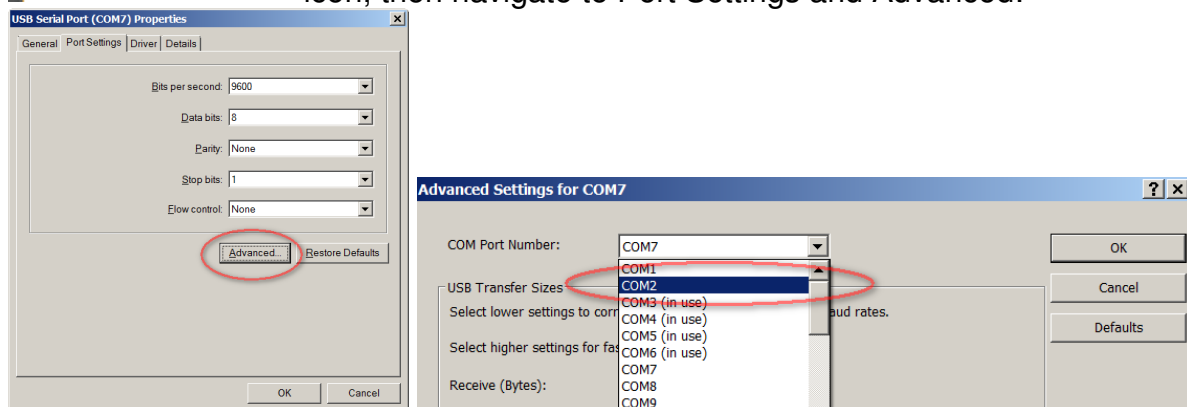 icon, then navigate to Port Settings and Advanced.
USB Serial Port (COM7) Properties
General Port Settings Driver Details
Bits per second: 9600
Data bits: 8
Parity: None
Stop bits: 1
Flow control: None
Advanced... Restore Defaults
OK Cancel
Advanced Settings for COM7
COM Port Number: COM7
OK
COM1
USB Transfer Sizes COM2
Cancel
COM3 (in use)
Select lower settings to corr COM4 (in use) aud rates.
Defaults
COM5 (in use)
Select higher settings for fas COM6 (in use)
COM7
Receive (Bytes): COM8
COM9